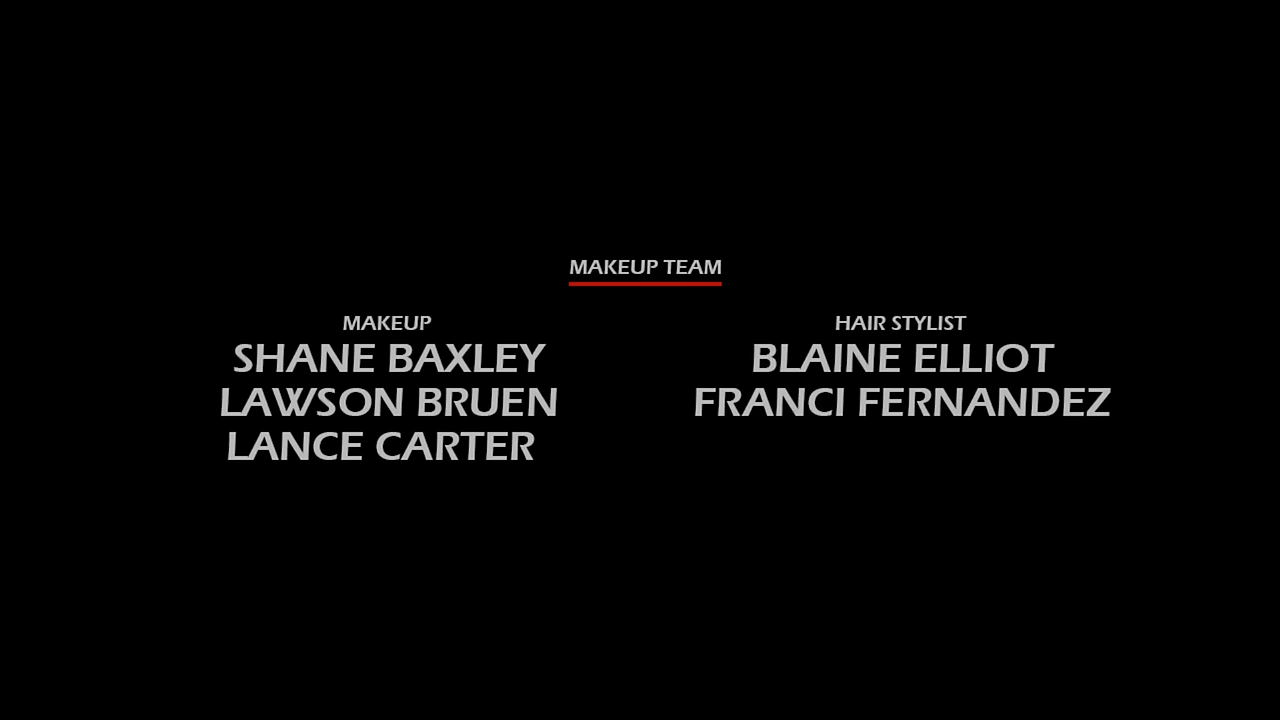 MAKEUP TEAM
MAKEUP
SHANE BAXLEY
LAWSON BRUEN
LANCE CARTER
HAIR STYLIST
BLAINE ELLIOT
FRANCI FERNANDEZ